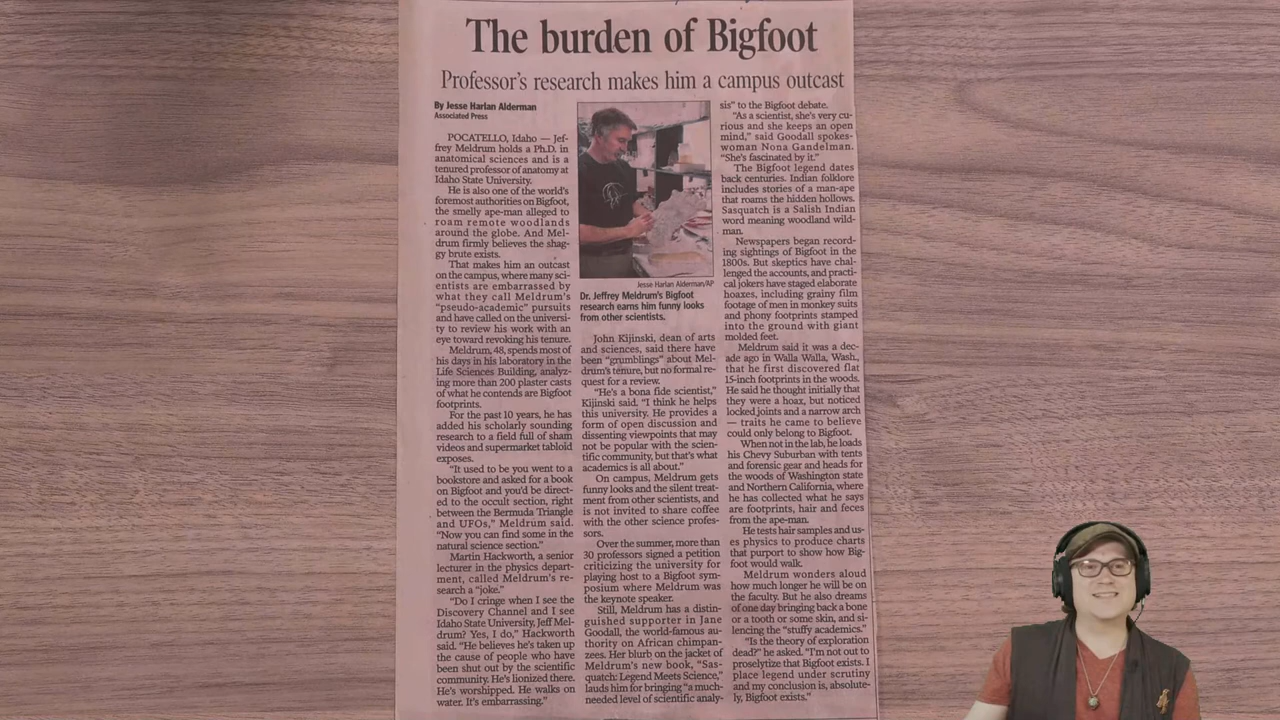 The burden of Bigfoot
Professor's research makes him a campus outcast
By Jesse Harlan Alderman
Associated Press
POCATELLO, Idaho — Jef-
frey Meldrum holds a Ph.D. in
anatomical sciences and is a
tenured professor of anatomy at
Idaho State University.
He is also one of the world's
foremost authorities on Bigfoot,
the smelly ape-man alleged to
roam remote woodlands
around the globe. And Mel-
drum firmly believes the shag-
gy brute exists.
That makes him an outcast
on the campus, where many sci-
entists are embarrassed by
what they call Meldrum's
"pseudo-academic" pursuits
and have called on the universi-
ty to review his work with an
eye toward revoking his tenure.
Meldrum, 48, spends most of
his days in his laboratory in the
Life Sciences Building, analyz-
ing more than 200 plaster casts
of what he contends are Bigfoot
footprints.
For the past 10 years, he has
added his scholarly sounding
research to a field full of sham
videos and supermarket tabloid
exposes.
"It used to be you went to a
bookstore and asked for a book
on Bigfoot and you'd be direct-
ed to the occult section, right
between the Bermuda Triangle
and UFOs," Meldrum said.
"Now you can find some in the
natural science section."
Martin Hackworth, a senior
lecturer in the physics depart-
ment, called Meldrum's re-
search a "joke."
"Do I cringe when I see the
Discovery Channel and I see
Idaho State University, Jeff Mel-
drum? Yes, I do," Hackworth
said. "He believes he's taken up
the cause of people who have
been shut out by the scientific
community. He's lionized there.
He's worshipped. He walks on
water. It's embarrassing."
Jesse Harlan Alderman/AP
Dr. Jeffrey Meldrum's Bigfoot
research earns him funny looks
from other scientists.
John Kijinski, dean of arts
and sciences, said there have
been "grumblings" about Mel-
drum's tenure, but no formal re-
quest for a review.
"He's a bona fide scientist,"
Kijinski said. "I think he helps
this university. He provides a
form of open discussion and
dissenting viewpoints that may
not be popular with the scien-
tific community, but that's what
academics is all about."
On campus, Meldrum gets
funny looks and the silent treat-
ment from other scientists, and
is not invited to share coffee
with the other science profes-
sors.
Over the summer, more than
30 professors signed a petition
criticizing the university for
playing host to a Bigfoot sym-
posium where Meldrum was
the keynote speaker.
Still, Meldrum has a distin-
guished supporter in Jane
Goodall, the world-famous au-
thority on African chimpan-
zees. Her blurb on the jacket of
Meldrum's new book, "Sas-
quatch: Legend Meets Science,"
lauds him for bringing "a much-
needed level of scientific analy-
sis" to the Bigfoot debate.
"As a scientist, she's very cu-
rious and she keeps an open
mind," said Goodall spokes-
woman Nona Gandelman.
"She's fascinated by it."
The Bigfoot legend dates
back centuries. Indian folklore
includes stories of a man-ape
that roams the hidden hollows.
Sasquatch is a Salish Indian
word meaning woodland wild-
man.
Newspapers began record-
ing sightings of Bigfoot in the
1800s. But skeptics have chal-
lenged the accounts, and practi-
cal jokers have staged elaborate
hoaxes, including grainy film
footage of men in monkey suits
and phony footprints stamped
into the ground with giant
molded feet.
Meldrum said it was a dec-
ade ago in Walla Walla, Wash.,
that he first discovered flat
15-inch footprints in the woods.
He said he thought initially that
they were a hoax, but noticed
locked joints and a narrow arch
— traits he came to believe
could only belong to Bigfoot.
When not in the lab, he loads
his Chevy Suburban with tents
and forensic gear and heads for
the woods of Washington state
and Northern California, where
he has collected what he says
are footprints, hair and feces
from the ape-man.
He tests hair samples and us-
es physics to produce charts
that purport to show how Big-
foot would walk.
Meldrum wonders aloud
how much longer he will be on
the faculty. But he also dreams
of one day bringing back a bone
or a tooth or some skin, and si-
lencing the "stuffy academics."
"Is the theory of exploration
dead?" he asked. "I'm not out to
proselytize that Bigfoot exists. I
place legend under scrutiny
and my conclusion is, absolute-
ly, Bigfoot exists."